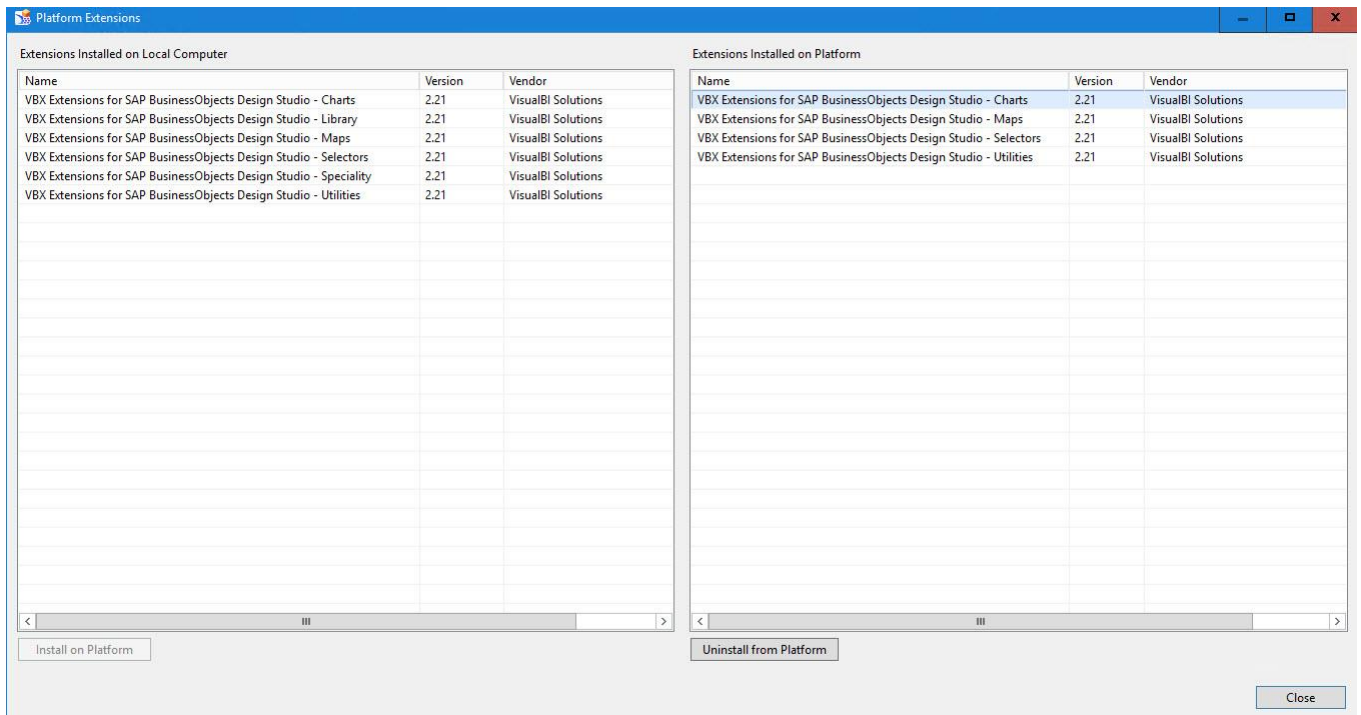 Platform Extensions
Extensions Installed on Local Computer
Name Version Vendor
VBX Extensions for SAP BusinessObjects Design Studio - Charts 2.21 VisualBI Solutions
VBX Extensions for SAP BusinessObjects Design Studio - Library 2.21 VisualBI Solutions
VBX Extensions for SAP BusinessObjects Design Studio - Maps 2.21 VisualBI Solutions
VBX Extensions for SAP BusinessObjects Design Studio - Selectors 2.21 VisualBI Solutions
VBX Extensions for SAP BusinessObjects Design Studio - Speciality 2.21 VisualBI Solutions
VBX Extensions for SAP BusinessObjects Design Studio - Utilities 2.21 VisualBI Solutions
Install on Platform
Extensions Installed on Platform
Name Version Vendor
VBX Extensions for SAP BusinessObjects Design Studio - Charts 2.21 VisualBI Solutions
VBX Extensions for SAP BusinessObjects Design Studio - Maps 2.21 VisualBI Solutions
VBX Extensions for SAP BusinessObjects Design Studio - Selectors 2.21 VisualBI Solutions
VBX Extensions for SAP BusinessObjects Design Studio - Utilities 2.21 VisualBI Solutions
Uninstall from Platform
Close